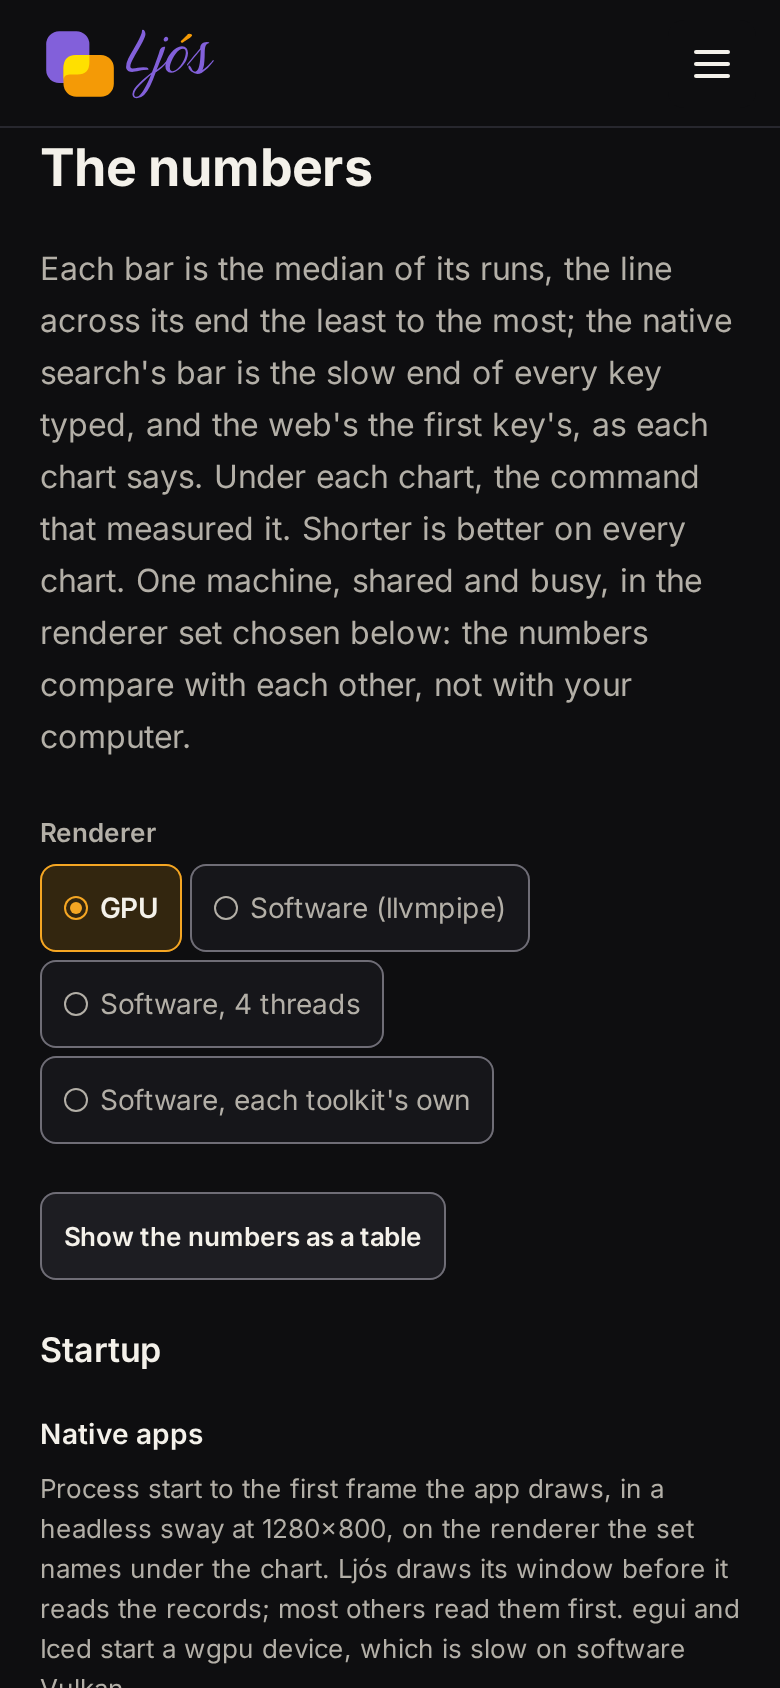 Ljós
The numbers
Each bar is the median of its runs, the line
across its end the least to the most; the native
search's bar is the slow end of every key
typed, and the web's the first key's, as each
chart says. Under each chart, the command
that measured it. Shorter is better on every
chart. One machine, shared and busy, in the
renderer set chosen below: the numbers
compare with each other, not with your
computer.
Renderer
GPU
Software (llvmpipe)
Software, 4 threads
Software, each toolkit's own
Show the numbers as a table
Startup
Native apps
Process start to the first frame the app draws, in a
headless sway at 1280×800, on the renderer the set
names under the chart. Ljós draws its window before it
reads the records; most others read them first. egui and
Iced start a wgpu device, which is slow on software
Vulkan